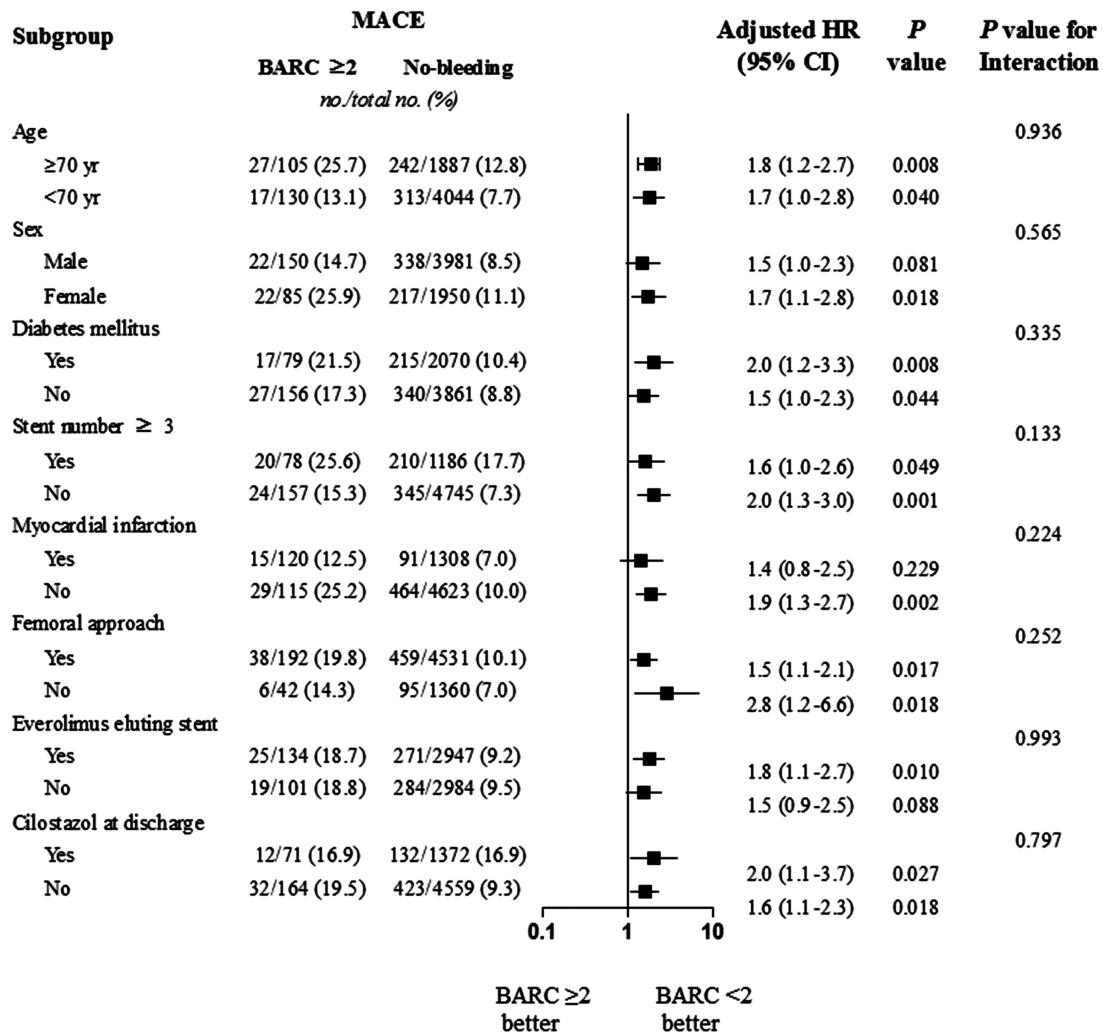 Subgroup MACE Adjusted HR (95% CI) P value P value for Interaction
BARC ≥2 No-bleeding
no./total no. (%)
Age 0.936
≥70 yr 27/105 (25.7) 242/1887 (12.8) 1.8 (1.2-2.7) 0.008
<70 yr 17/130 (13.1) 313/4044 (7.7) 1.7 (1.0-2.8) 0.040
Sex 0.565
Male 22/150 (14.7) 338/3981 (8.5) 1.5 (1.0-2.3) 0.081
Female 22/85 (25.9) 217/1950 (11.1) 1.7 (1.1-2.8) 0.018
Diabetes mellitus 0.335
Yes 17/79 (21.5) 215/2070 (10.4) 2.0 (1.2-3.3) 0.008
No 27/156 (17.3) 340/3861 (8.8) 1.5 (1.0-2.3) 0.044
Stent number ≥ 3 0.133
Yes 20/78 (25.6) 210/1186 (17.7) 1.6 (1.0-2.6) 0.049
No 24/157 (15.3) 345/4745 (7.3) 2.0 (1.3-3.0) 0.001
Myocardial infarction 0.224
Yes 15/120 (12.5) 91/1308 (7.0) 1.4 (0.8-2.5) 0.229
No 29/115 (25.2) 464/4623 (10.0) 1.9 (1.3-2.7) 0.002
Femoral approach 0.252
Yes 38/192 (19.8) 459/4531 (10.1) 1.5 (1.1-2.1) 0.017
No 6/42 (14.3) 95/1360 (7.0) 2.8 (1.2-6.6) 0.018
Everolimus eluting stent 0.993
Yes 25/134 (18.7) 271/2947 (9.2) 1.8 (1.1-2.7) 0.010
No 19/101 (18.8) 284/2984 (9.5) 1.5 (0.9-2.5) 0.088
Cilostazol at discharge 0.797
Yes 12/71 (16.9) 132/1372 (16.9) 2.0 (1.1-3.7) 0.027
No 32/164 (19.5) 423/4559 (9.3) 1.6 (1.1-2.3) 0.018
0.1 1 10
BARC ≥2 BARC <2
better better